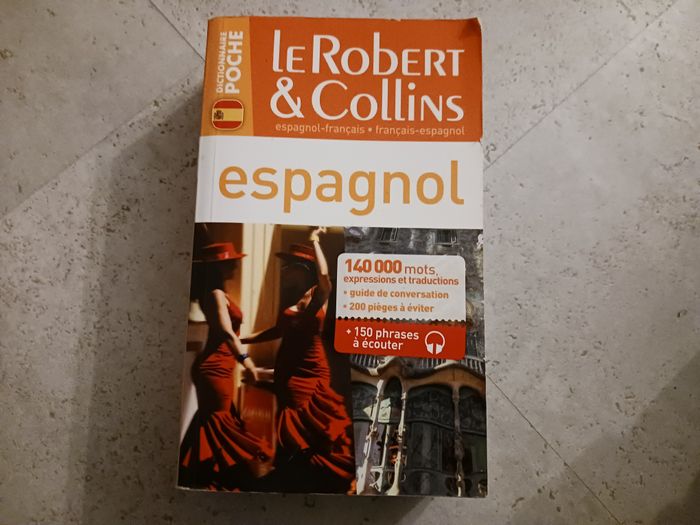 DICTIONNAIRE
POCHE
LE ROBERT
& Collins
espagnol-français • français-espagnol
espagnol
140 000 mots,
expressions et traductions
• guide de conversation
• 200 pièges à éviter
+ 150 phrases
à écouter